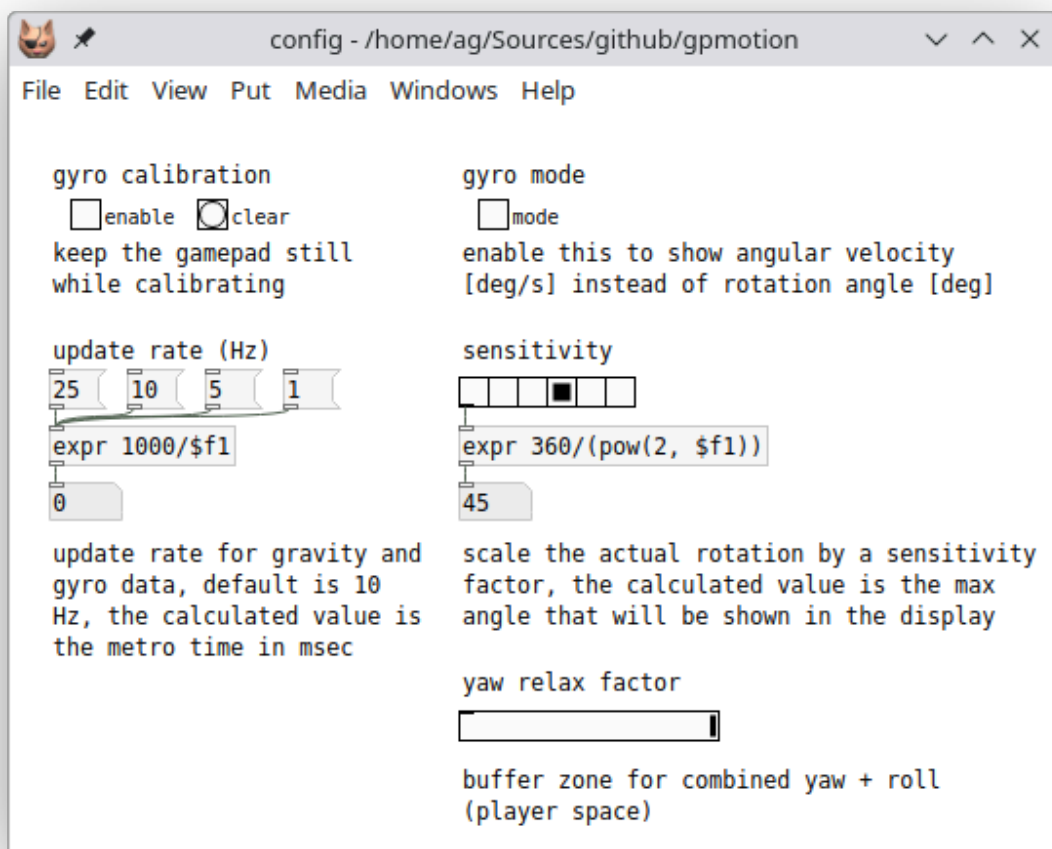 config - /home/ag/Sources/github/gpmotion
File Edit View Put Media Windows Help
gyro calibration
enable clear
keep the gamepad still
while calibrating
gyro mode
mode
enable this to show angular velocity
[deg/s] instead of rotation angle [deg]
update rate (Hz)
25 10 5 1
expr 1000/$f1
0
update rate for gravity and
gyro data, default is 10
Hz, the calculated value is
the metro time in msec
sensitivity
expr 360/(pow(2, $f1))
45
scale the actual rotation by a sensitivity
factor, the calculated value is the max
angle that will be shown in the display
yaw relax factor
buffer zone for combined yaw + roll
(player space)